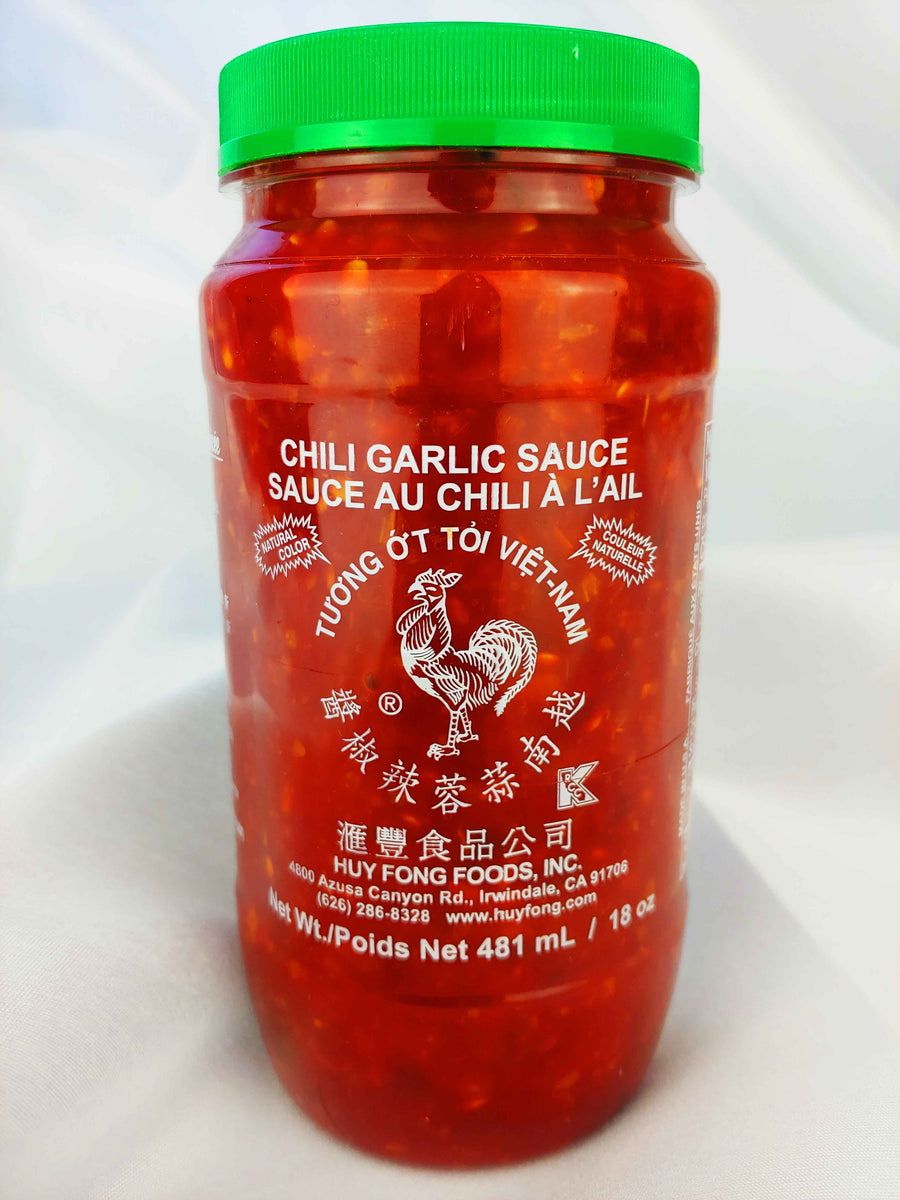 CHILI GARLIC SAUCE
SAUCE AU CHILI À L'AIL
NATURAL
COLOR
COULEUR
NATURELLE
TƯƠNG ỚT TỎI VIỆT-NAM
®
越南蒜蓉辣椒醬
K
滙豐食品公司
HUY FONG FOODS, INC.
4800 Azusa Canyon Rd., Irwindale, CA 91706
(626) 286-8328 www.huyfong.com
Net Wt./Poids Net 481 mL / 18 oz